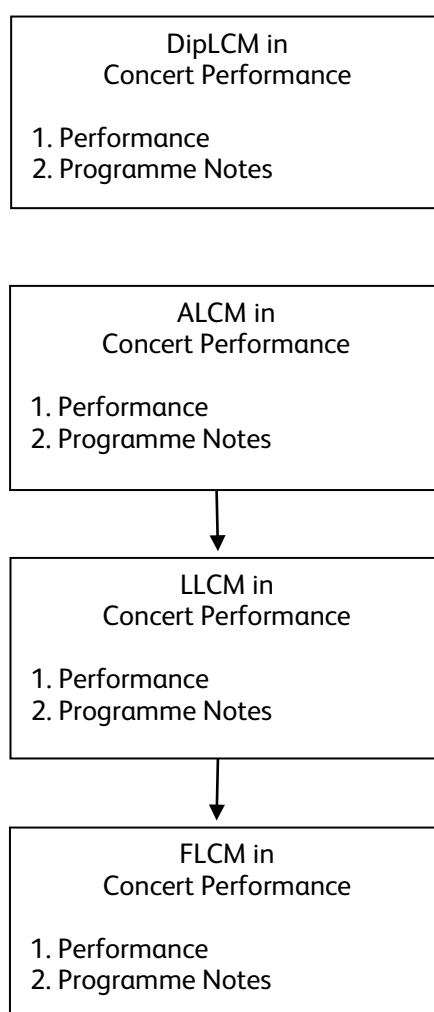 DipLCM in
Concert Performance
1. Performance
2. Programme Notes
ALCM in
Concert Performance
1. Performance
2. Programme Notes
LLCM in
Concert Performance
1. Performance
2. Programme Notes
FLCM in
Concert Performance
1. Performance
2. Programme Notes